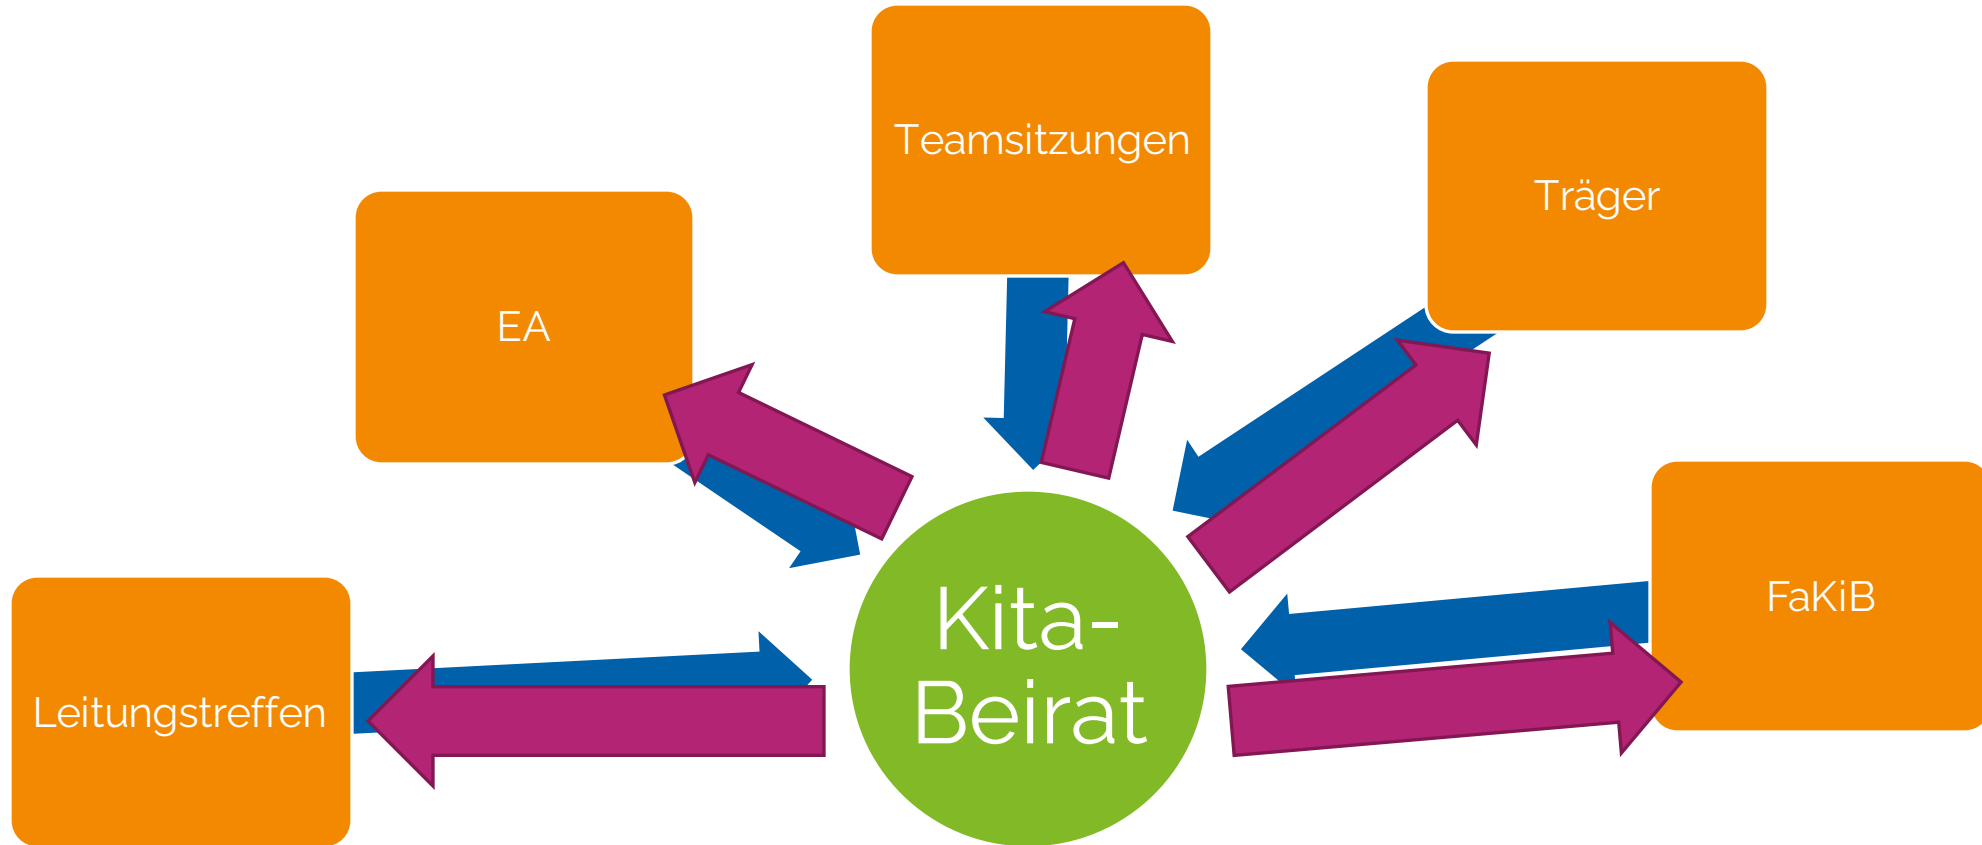 Teamsitzungen
Träger
EA
FaKiB
Leitungstreffen
Kita-
Beirat